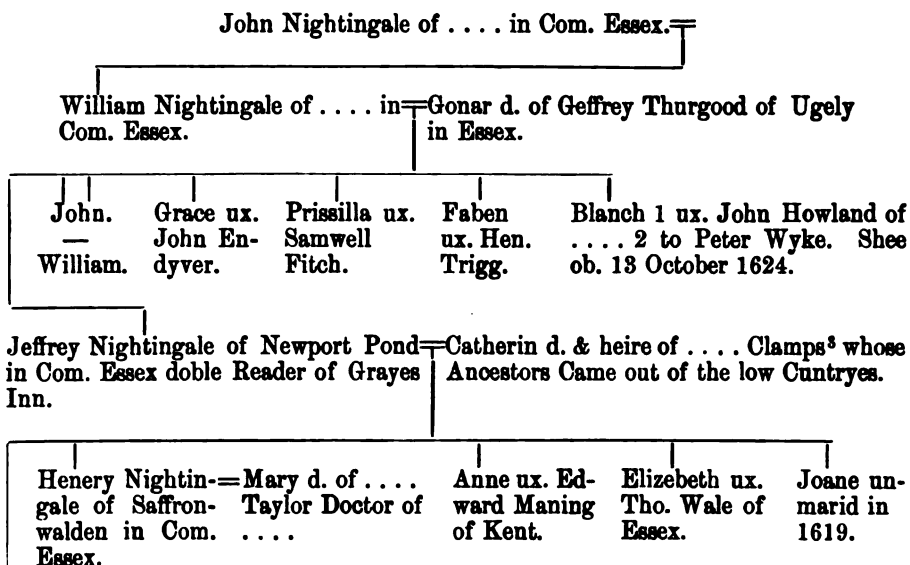 John Nightingale of . . . . in Com. Essex.
William Nightingale of . . . . in
Com. Essex.
Gonar d. of Geffrey Thurgood of Ugely
in Essex.
John.
—
William.
Grace ux.
John En-
dyver.
Prissilla ux.
Samwell
Fitch.
Faben
ux. Hen.
Trigg.
Blanch 1 ux. John Howland of
. . . . 2 to Peter Wyke. Shee
ob. 13 October 1624.
Jeffrey Nightingale of Newport Pond
in Com. Essex doble Reader of Grayes
Inn.
Catherin d. & heire of . . . . Clamps³ whose
Ancestors Came out of the low Cuntryes.
Henery Nightin-
gale of Saffron-
walden in Com.
Essex.
Mary d. of . . . .
Taylor Doctor of
. . . .
Anne ux. Ed-
ward Maning
of Kent.
Elizebeth ux.
Tho. Wale of
Essex.
Joane un-
marid in
1619.